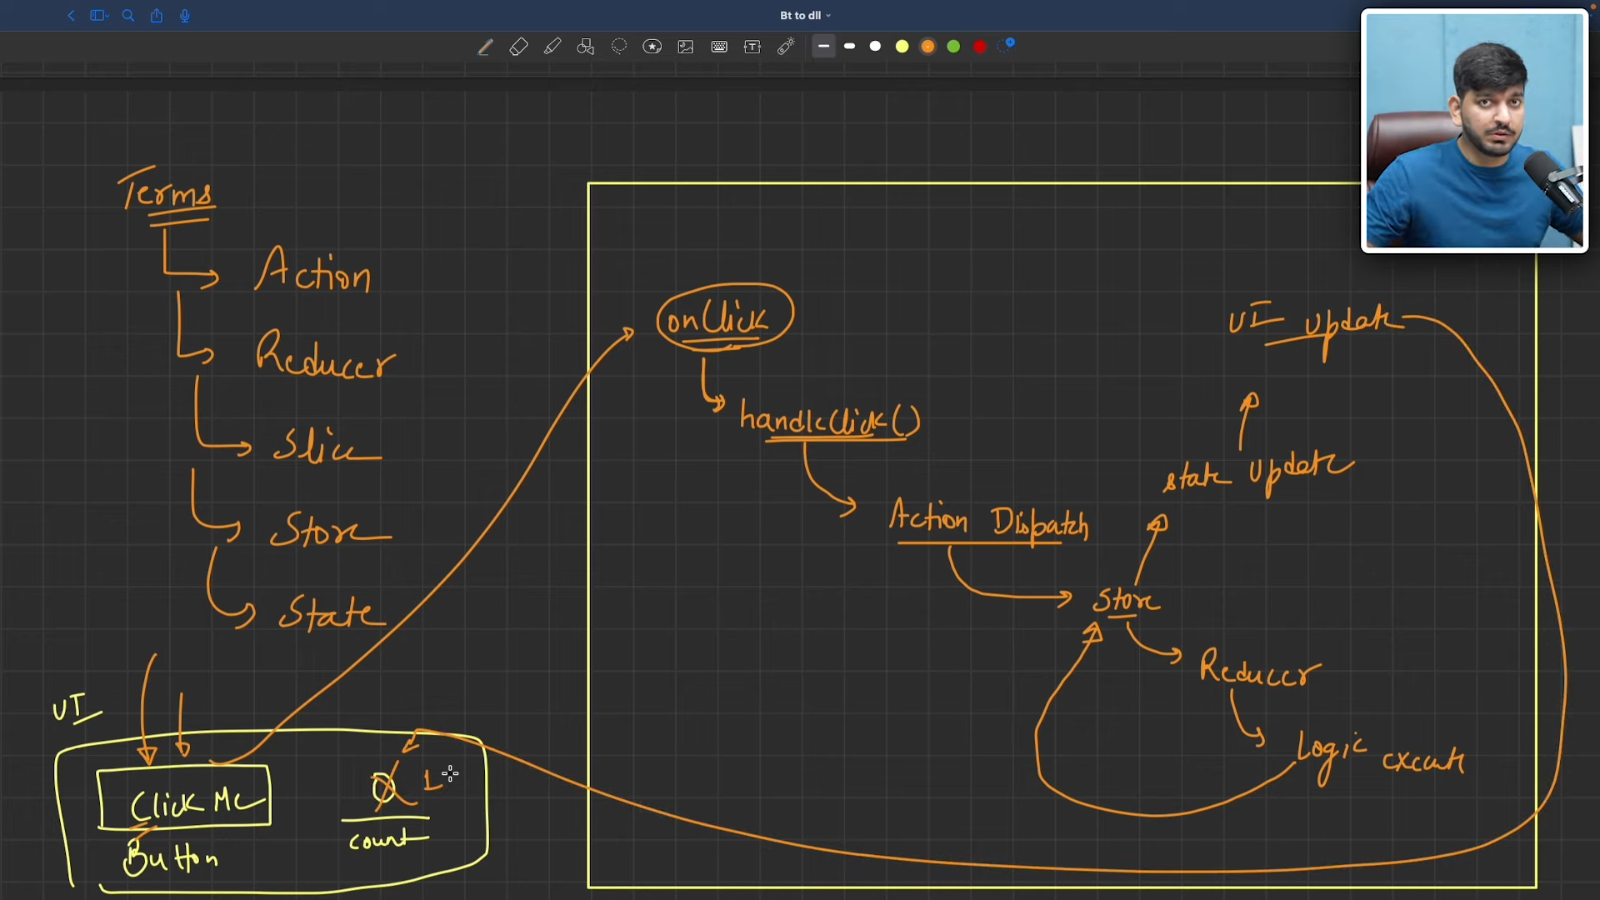 Bt to dll
Terms
Action
Reducer
Slice
Store
State
UI
Click Me
Button
0 1
count
onClick
handleClick()
Action Dispatch
Store
Reducer
Logic execute
state update
UI update